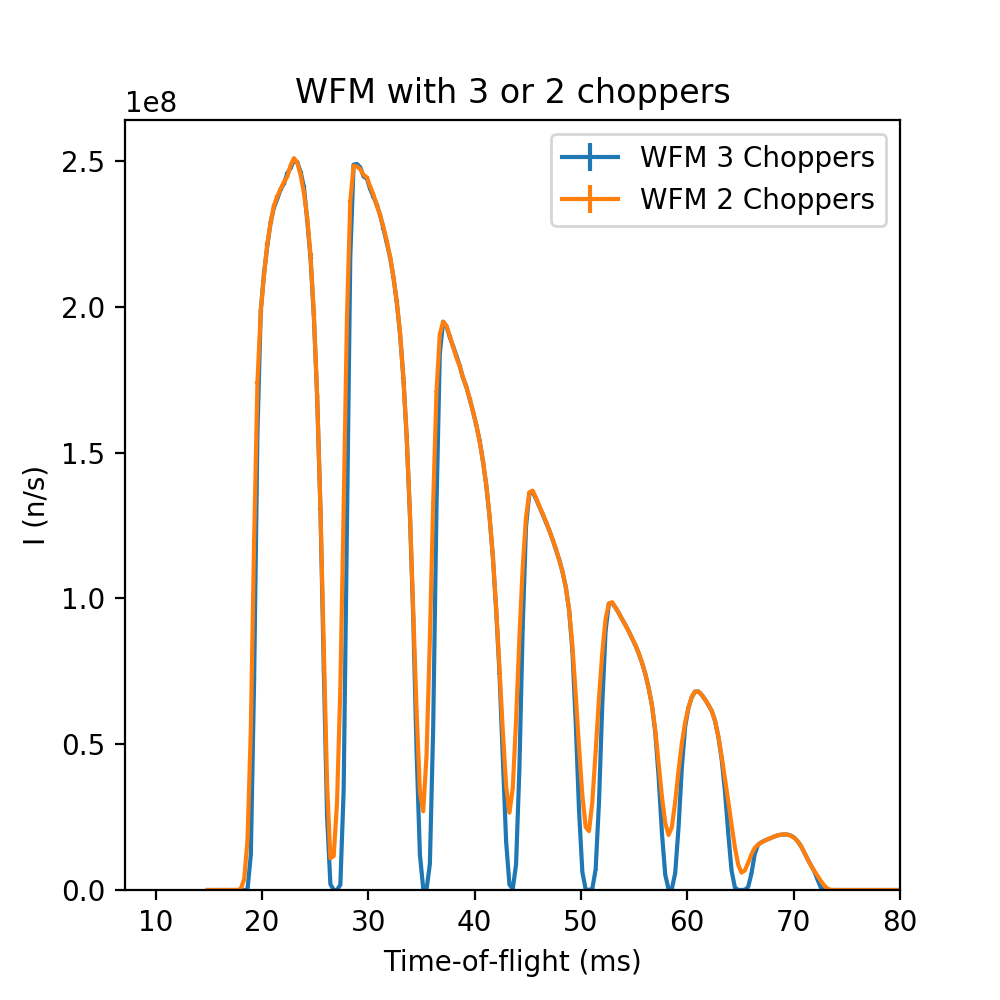 WFM with 3 or 2 choppers
1e8
WFM 3 Choppers
WFM 2 Choppers
2.5
2.0
1.5
1.0
0.5
0.0
I (n/s)
10 20 30 40 50 60 70 80
Time-of-flight (ms)